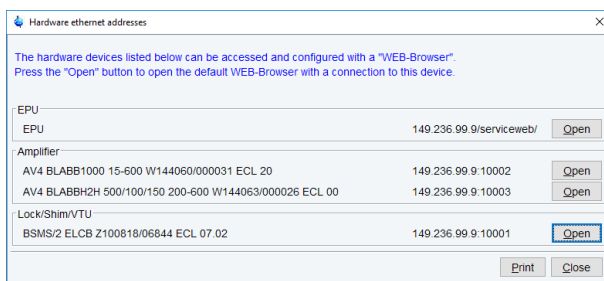 Hardware ethernet addresses
The hardware devices listed below can be accessed and configured with a "WEB-Browser".
Press the "Open" button to open the default WEB-Browser with a connection to this device.
EPU
EPU 149.236.99.9/serviceweb/ Open
Amplifier
AV4 BLABB1000 15-600 W144060/000031 ECL 20 149.236.99.9:10002 Open
AV4 BLABBH2H 500/100/150 200-600 W144063/000026 ECL 00 149.236.99.9:10003 Open
Lock/Shim/VTU
BSMS/2 ELCB Z100818/06844 ECL 07.02 149.236.99.9:10001 Open
Print Close